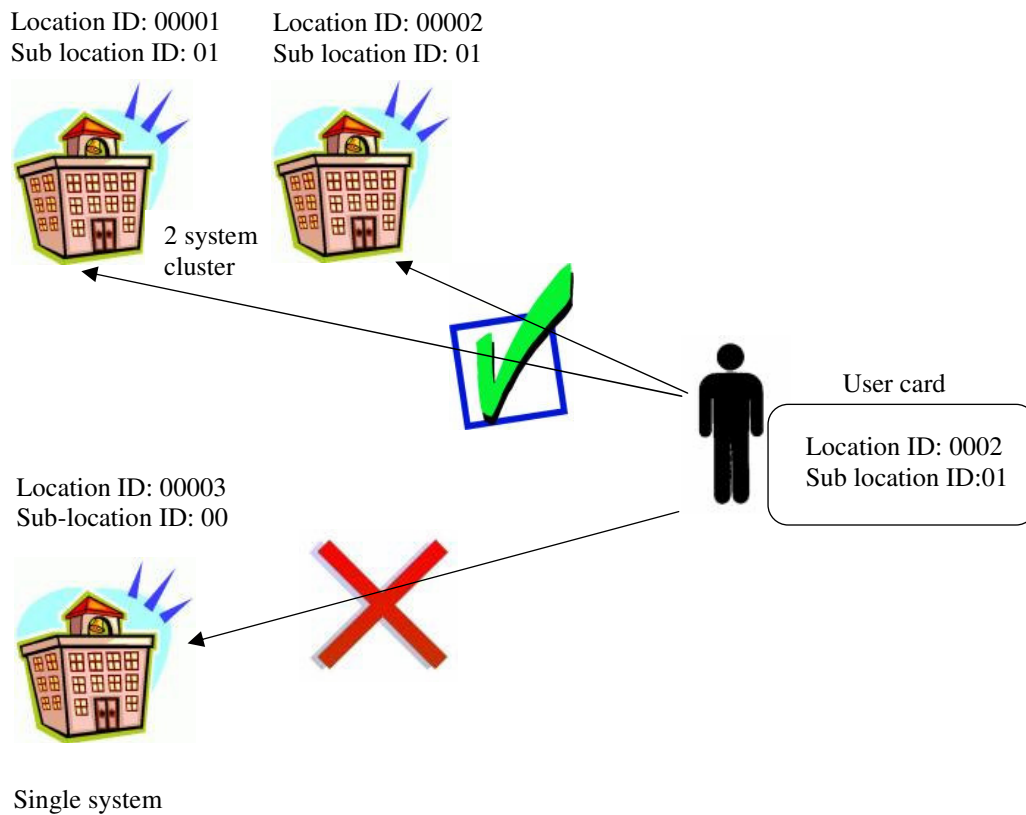 Location ID: 00001
Sub location ID: 01
Location ID: 00002
Sub location ID: 01
2 system
cluster
User card
Location ID: 0002
Sub location ID:01
Location ID: 00003
Sub-location ID: 00
Single system